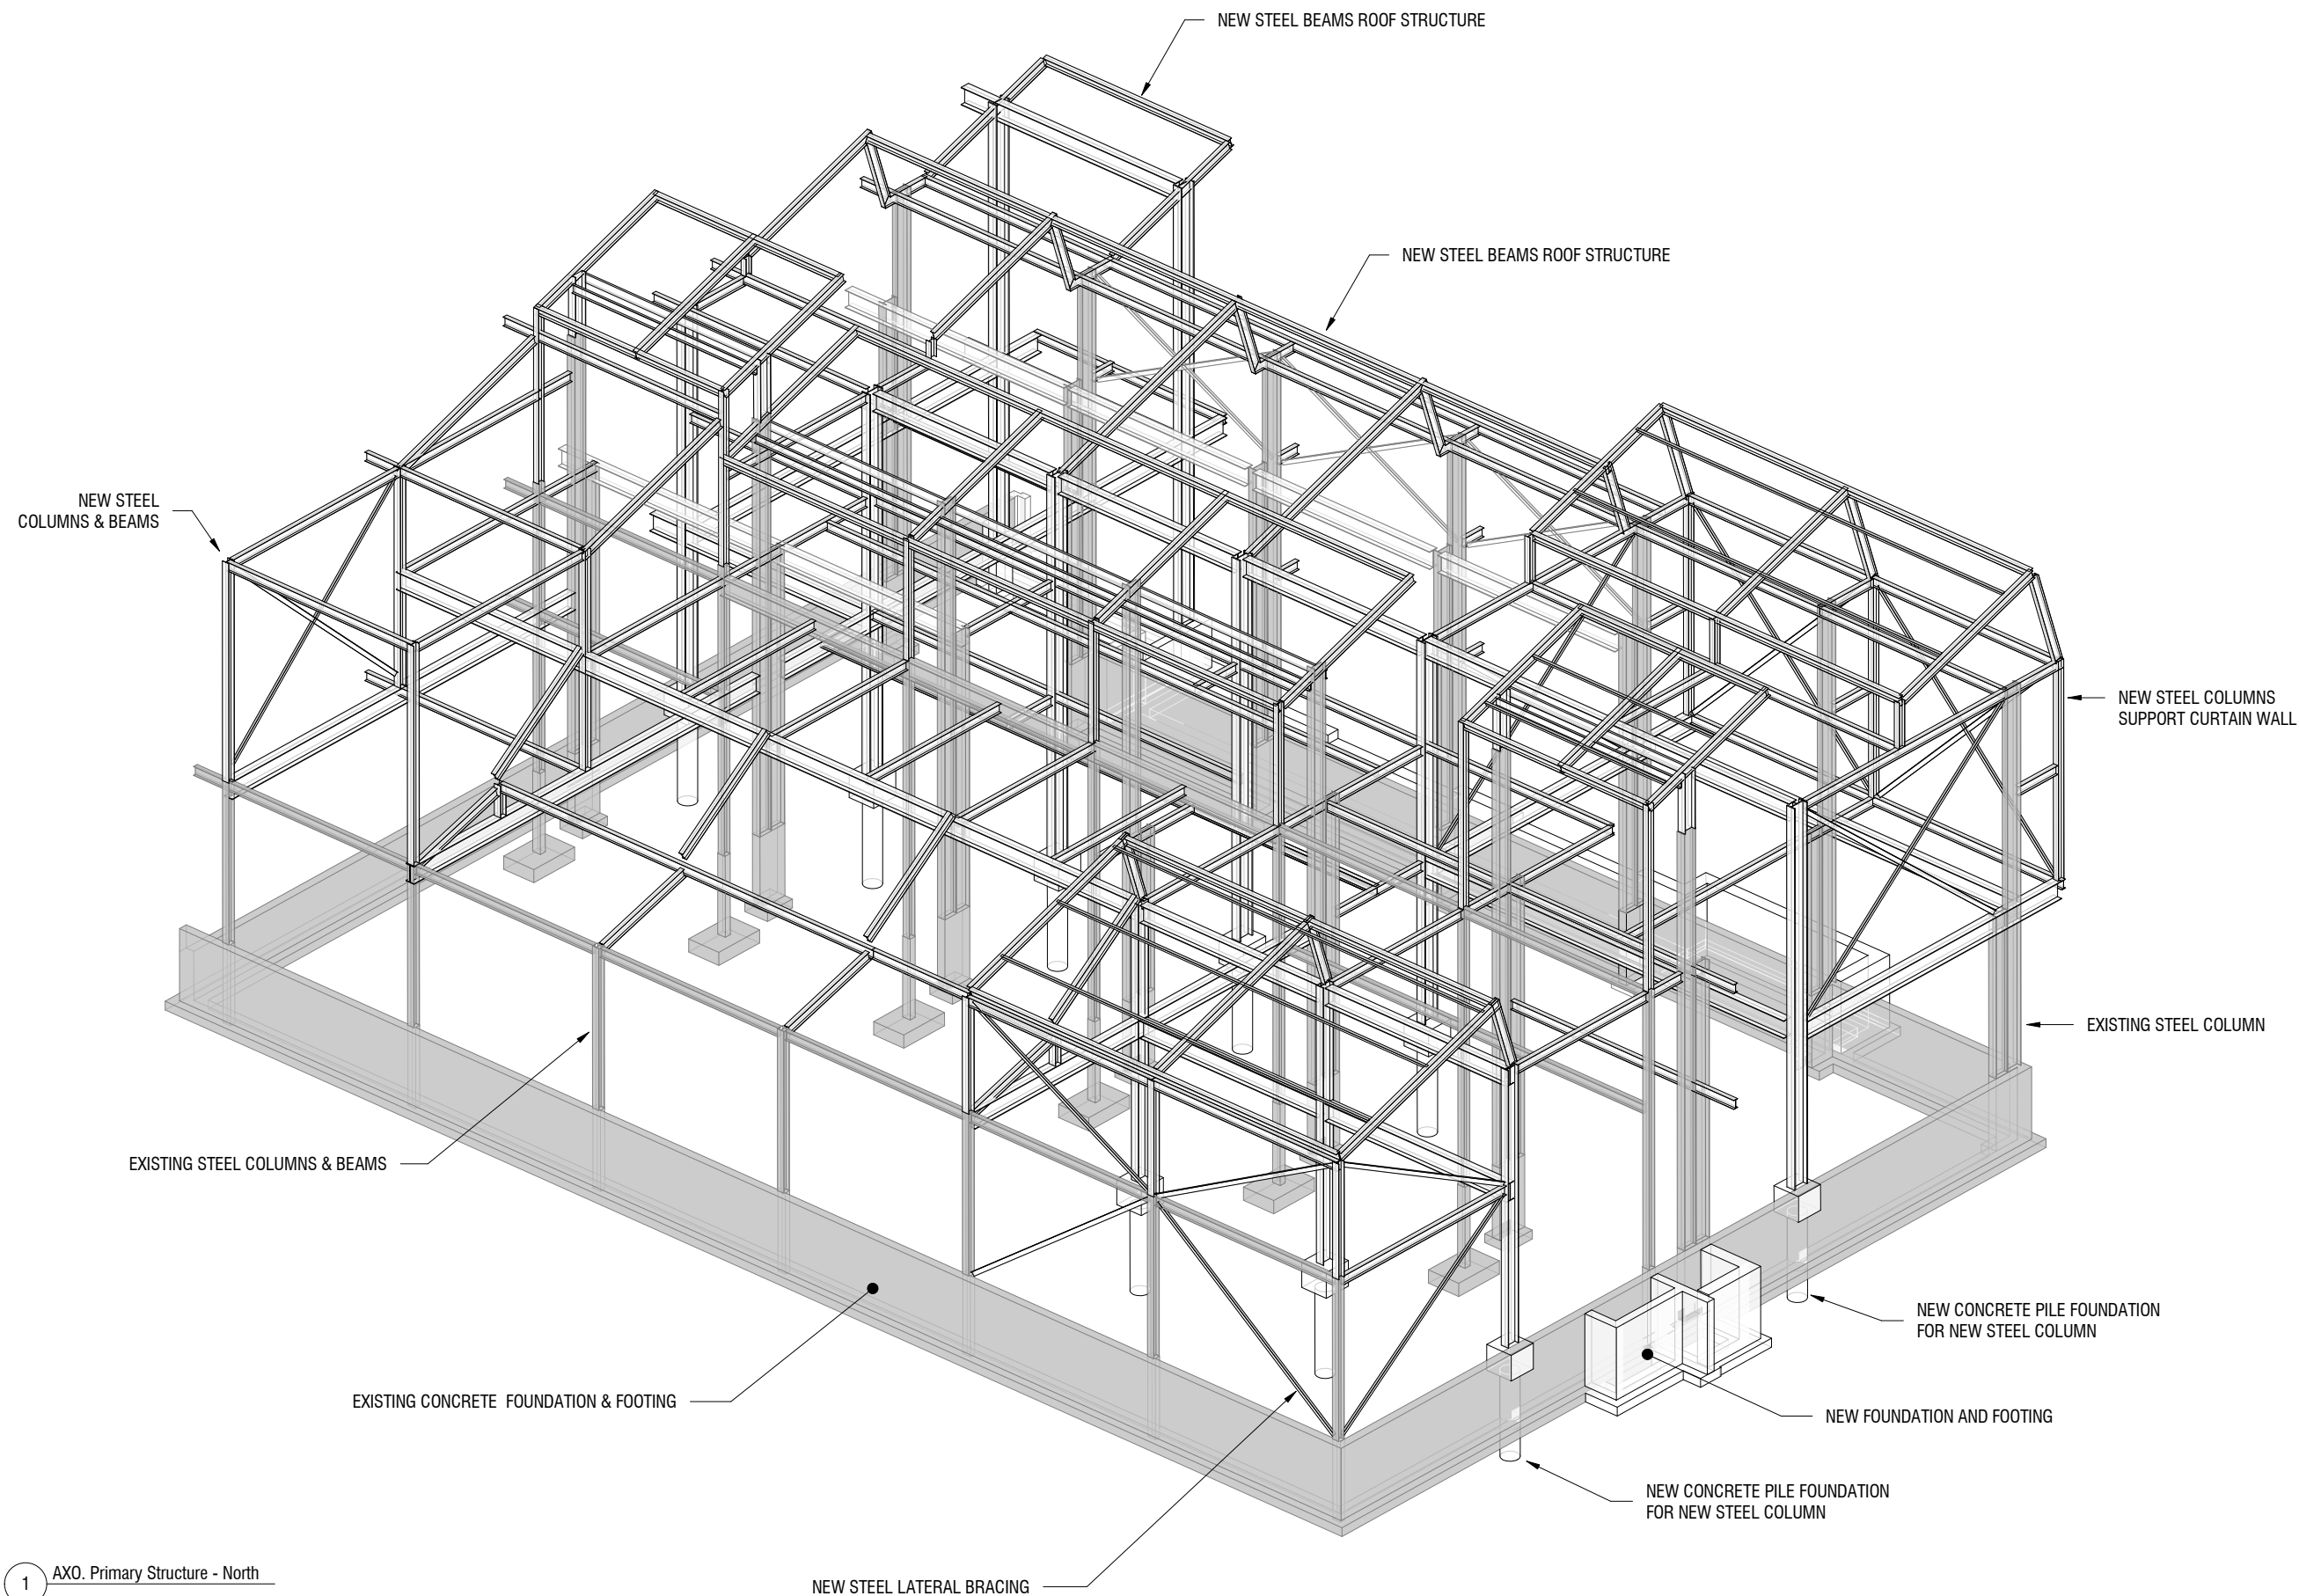 NEW STEEL BEAMS ROOF STRUCTURE
NEW STEEL BEAMS ROOF STRUCTURE
NEW STEEL
COLUMNS & BEAMS
NEW STEEL COLUMNS
SUPPORT CURTAIN WALL
EXISTING STEEL COLUMN
EXISTING STEEL COLUMNS & BEAMS
NEW CONCRETE PILE FOUNDATION
FOR NEW STEEL COLUMN
EXISTING CONCRETE FOUNDATION & FOOTING
NEW FOUNDATION AND FOOTING
NEW CONCRETE PILE FOUNDATION
FOR NEW STEEL COLUMN
1 AXO. Primary Structure - North
NEW STEEL LATERAL BRACING